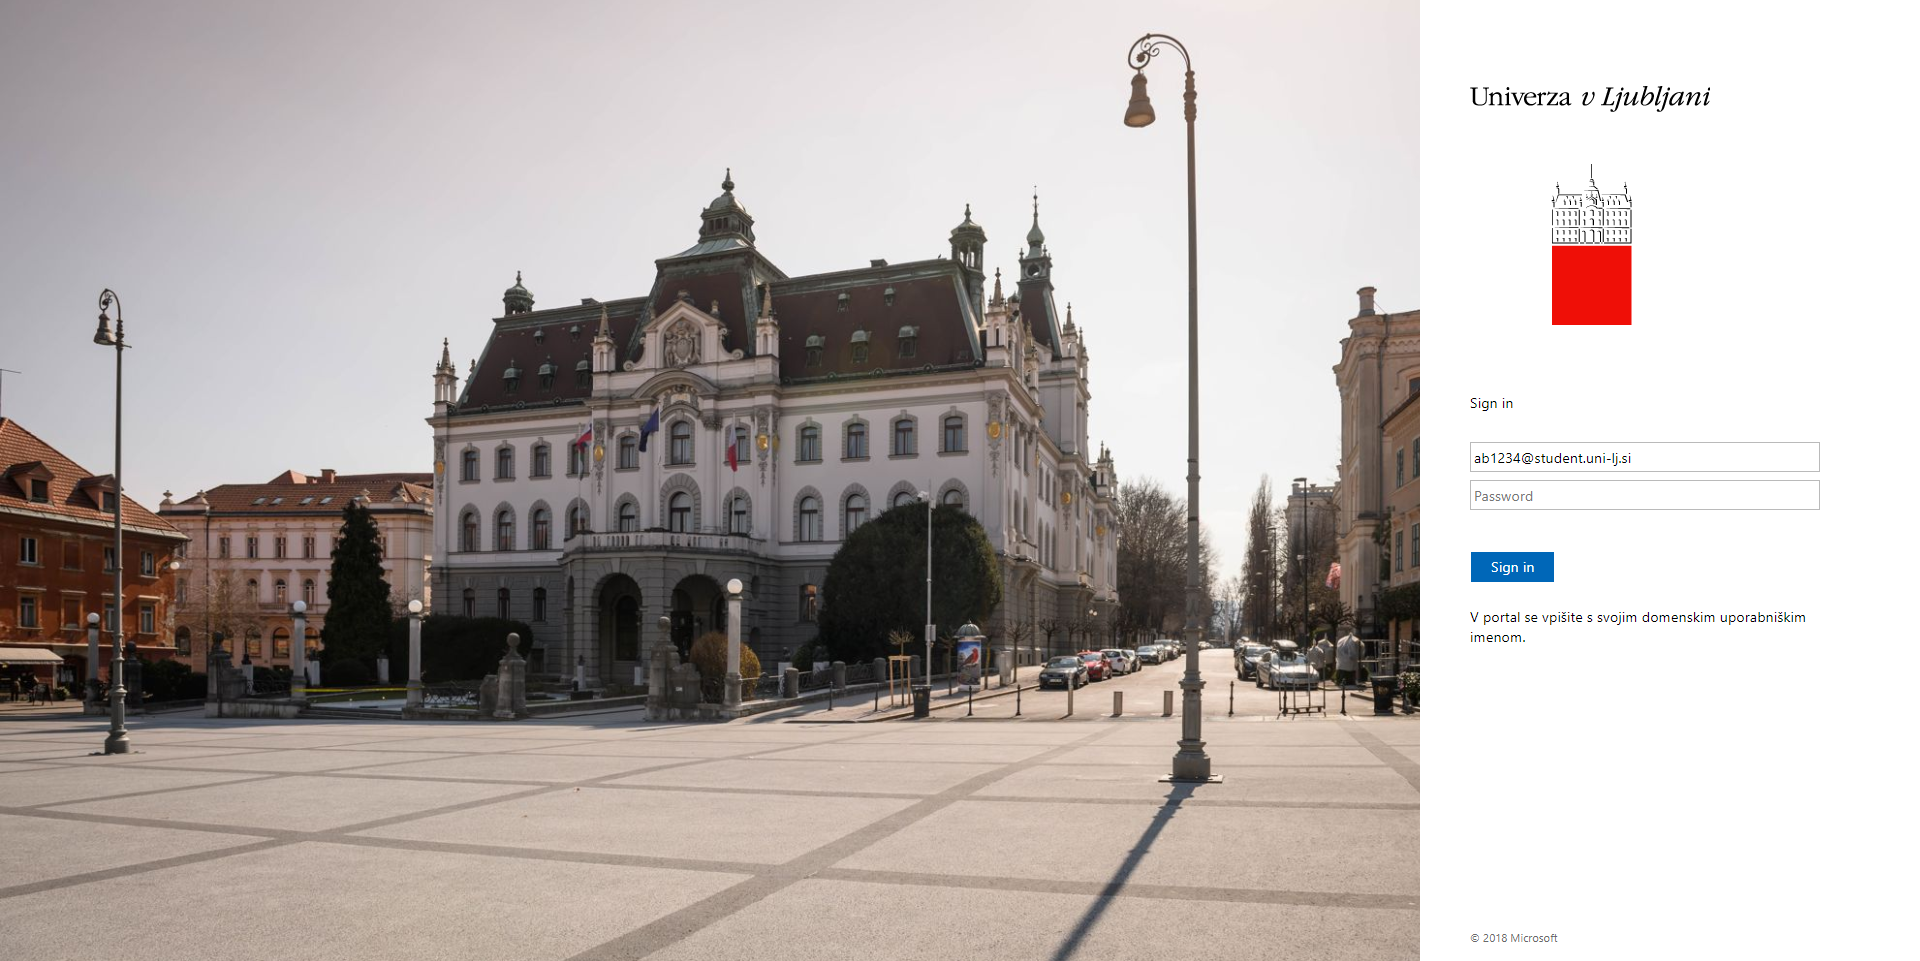 Univerza v Ljubljani
Sign in
ab1234@student.uni-lj.si
Password
Sign in
V portal se vpišite s svojim domenskim uporabniškim
imenom.
© 2018 Microsoft